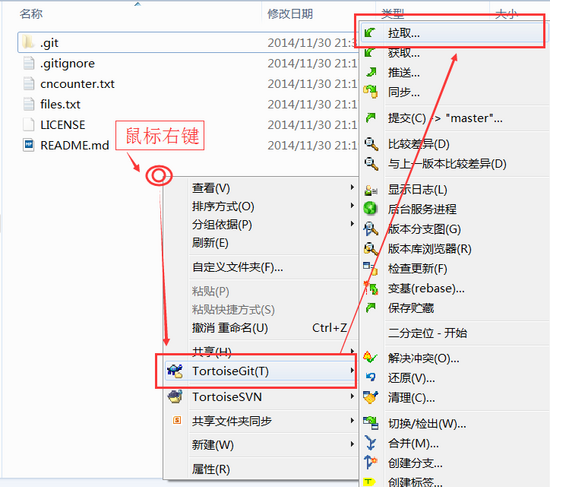 名称 修改日期 类型 大小
.git 2014/11/30 21:3
.gitignore 2014/11/30 21:1
cncounter.txt 2014/11/30 21:1
files.txt 2014/11/30 21:1
LICENSE 2014/11/30 21:1
README.md 2014/11/30 21:1
鼠标右键
查看(V)
排序方式(O)
分组依据(P)
刷新(E)
自定义文件夹(F)...
粘贴(P)
粘贴快捷方式(S)
撤消 重命名(U) Ctrl+Z
共享(H)
TortoiseGit(T)
TortoiseSVN
共享文件夹同步
新建(W)
属性(R)
拉取...
获取...
推送...
同步...
提交(C) -> "master"...
比较差异(D)
与上一版本比较差异(D)
显示日志(L)
后台服务进程
版本分支图(G)
版本库浏览器(R)
检查更新(F)
变基(rebase)...
保存贮藏
二分定位 - 开始
解决冲突(O)...
还原(V)...
清理(C)...
切换/检出(W)...
合并(M)...
创建分支...
创建标签...